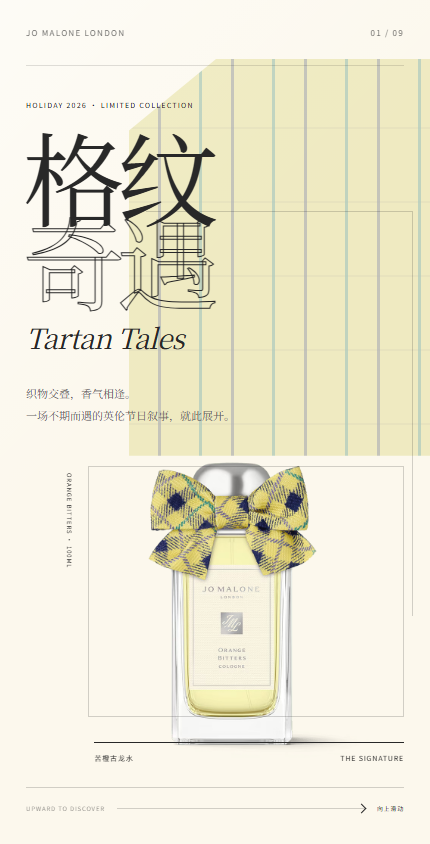 JO MALONE LONDON
01 / 09
HOLIDAY 2026 • LIMITED COLLECTION
格纹
奇遇
Tartan Tales
织物交叠，香气相逢。
一场不期而遇的英伦节日叙事，就此展开。
ORANGE BITTERS • 100ML
JO MALONE
LONDON
ORANGE
BITTERS
COLOGNE
苦橙古龙水
THE SIGNATURE
UPWARD TO DISCOVER
向上滑动